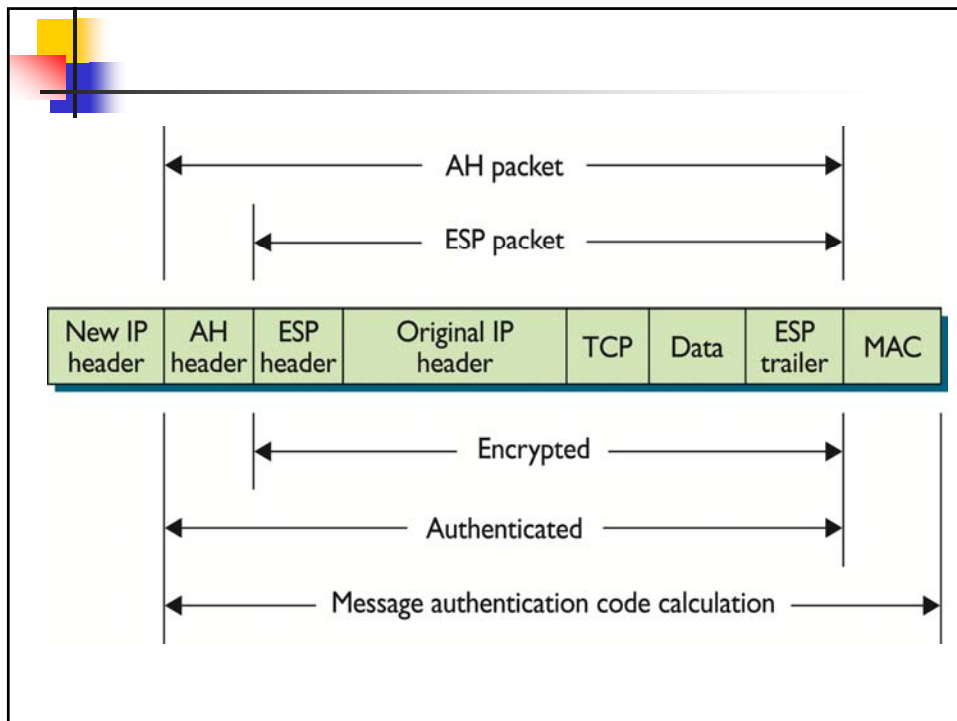 AH packet
ESP packet
New IP header
AH header
ESP header
Original IP header
TCP
Data
ESP trailer
MAC
Encrypted
Authenticated
Message authentication code calculation